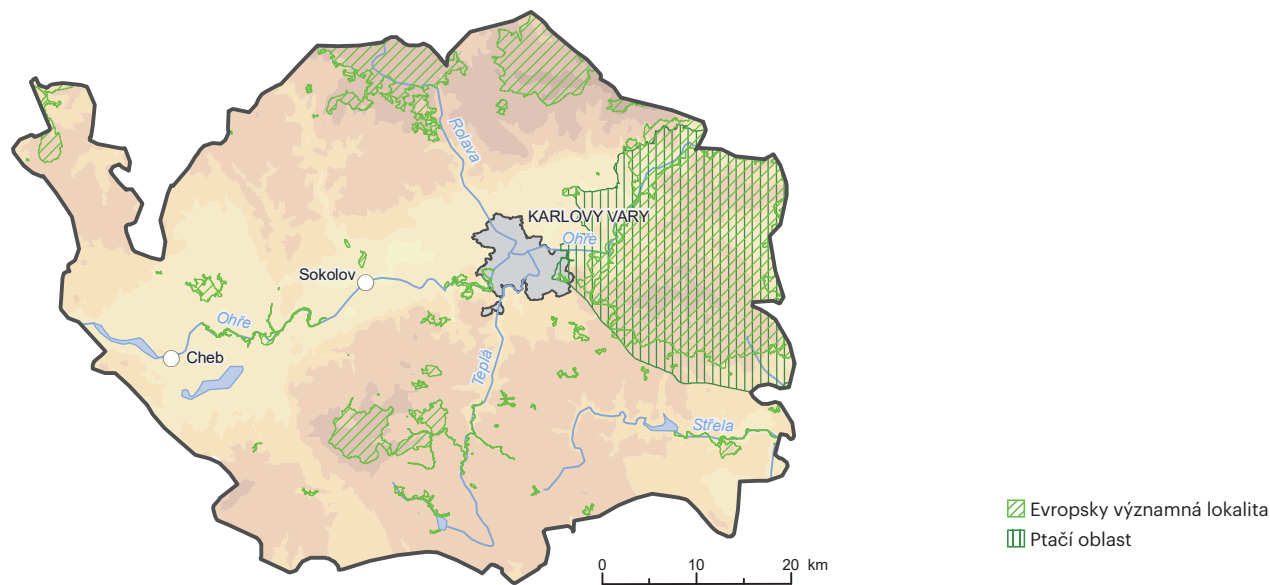 Rolava
KARLOVY VARY
Ohře
Sokolov
Ohře
Cheb
Teplá
Střela
Evropsky významná lokalita
Ptačí oblast
0 10 20 km